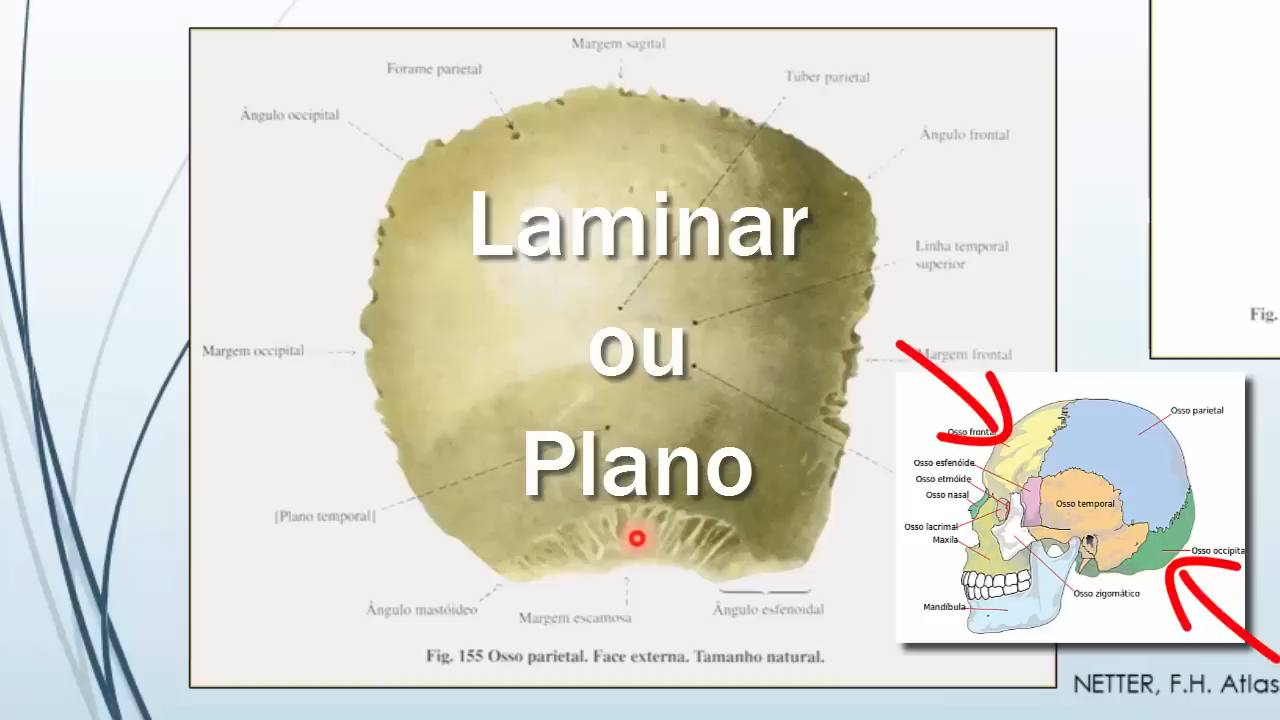 Margem sagital
Forame parietal
Túber parietal
Ângulo occipital
Ângulo frontal
Laminar
Linha temporal
superior
ou
Margem occipital
Margem frontal
Plano
[Plano temporal]
Ângulo mastóideo
Margem escamosa
Ângulo esfenoidal
Fig. 155 Osso parietal. Face externa. Tamanho natural.
Fig.
Osso parietal
Osso fronta
Osso esfenóide
Osso etmóide
Osso nasal
Osso temporal
Osso lacrimal
Maxila
Osso occipita
Osso zigomático
Mandíbula
NETTER, F.H. Atlas